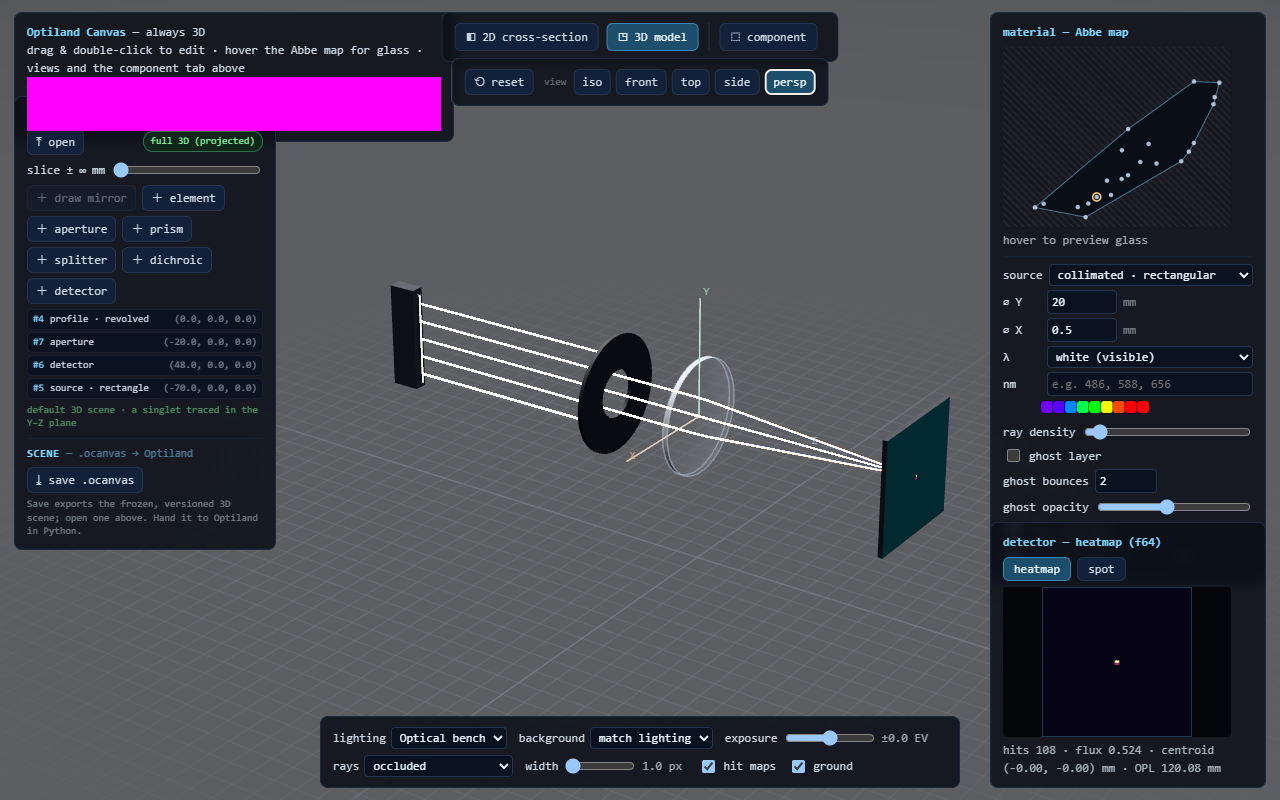 Optiland Canvas — always 3D
drag & double-click to edit · hover the Abbe map for glass ·
views and the component tab above
open
full 3D (projected)
slice ± ∞ mm
+ draw mirror
+ element
+ aperture
+ prism
+ splitter
+ dichroic
+ detector
#4 profile · revolved (0.0, 0.0, 0.0)
#7 aperture (-20.0, 0.0, 0.0)
#6 detector (48.0, 0.0, 0.0)
#5 source · rectangle (-70.0, 0.0, 0.0)
default 3D scene · a singlet traced in the
Y–Z plane
SCENE — .ocanvas → Optiland
save .ocanvas
Save exports the frozen, versioned 3D
scene; open one above. Hand it to Optiland
in Python.
2D cross-section
3D model
component
reset
view
iso
front
top
side
persp
Y
X
lighting Optical bench background match lighting exposure ±0.0 EV
rays occluded width 1.0 px hit maps ground
material — Abbe map
hover to preview glass
source collimated · rectangular
⌀ Y 20 mm
⌀ X 0.5 mm
λ white (visible)
nm e.g. 486, 588, 656
ray density
ghost layer
ghost bounces 2
ghost opacity
detector — heatmap (f64)
heatmap
spot
hits 108 · flux 0.524 · centroid
(-0.00, -0.00) mm · OPL 120.08 mm